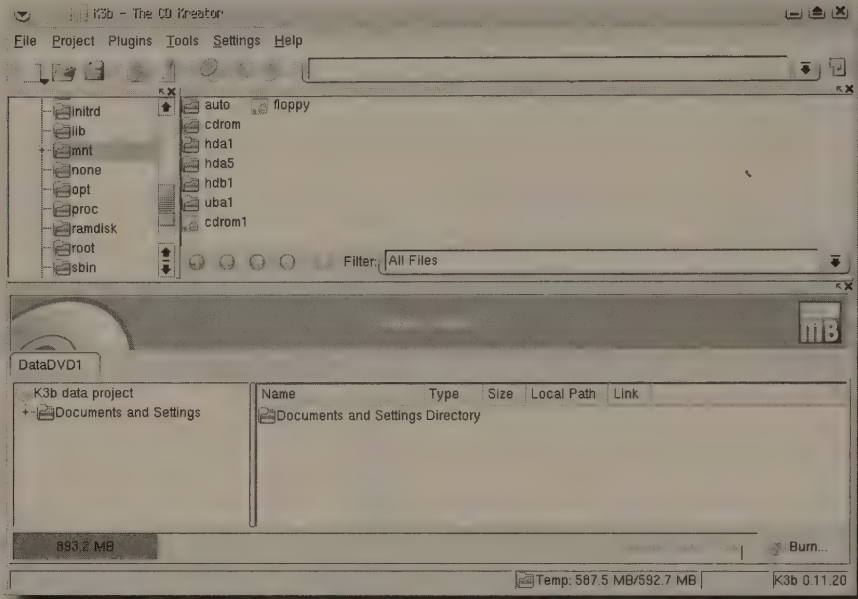 K3b - The CD Kreator
File Project Plugins Tools Settings Help
initrd
lib
mnt
none
opt
proc
ramdisk
root
sbin
auto floppy
cdrom
hda1
hda5
hdb1
uba1
cdrom1
Filter: All Files
DataDVD1
K3b data project
Documents and Settings
Name Type Size Local Path Link
Documents and Settings Directory
893.2 MB
Burn...
Temp: 587.5 MB/592.7 MB
K3b 0.11.20